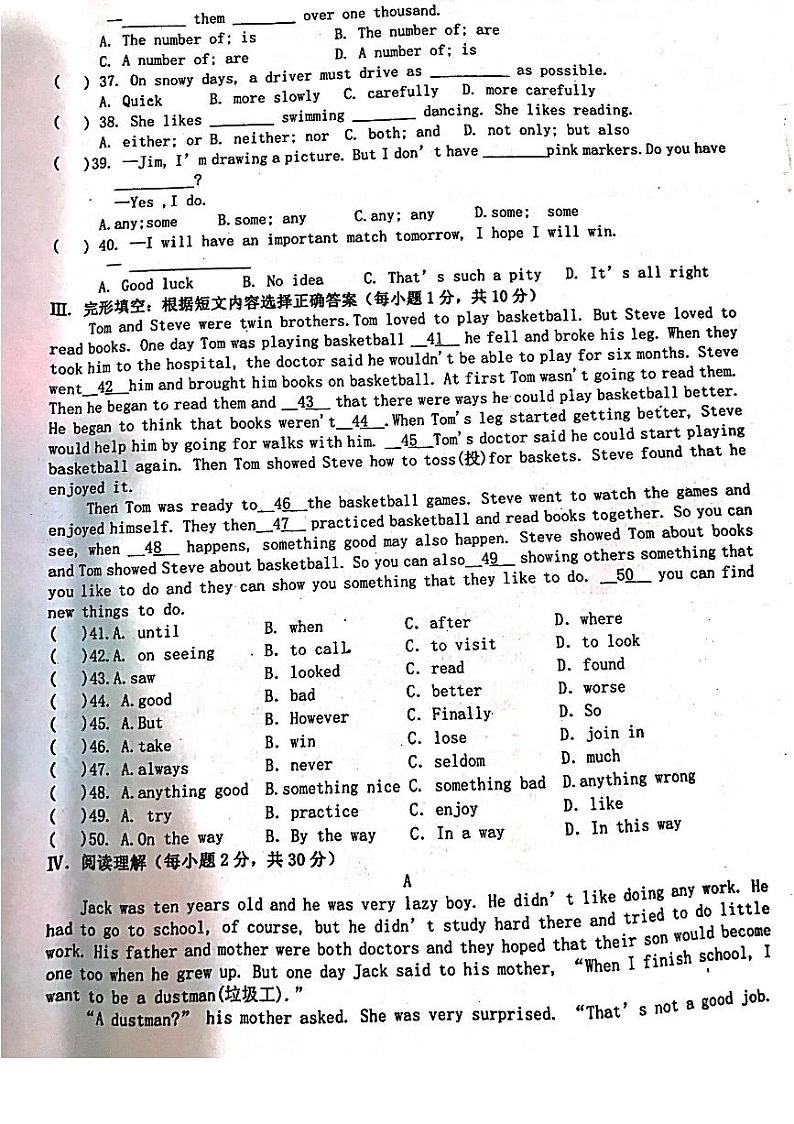 —________ them ________ over one thousand.
A. The number of; is B. The number of; are
C. A number of; are D. A number of; is
( ) 37. On snowy days, a driver must drive as __________ as possible.
A. Quick B. more slowly C. carefully D. more carefully
( ) 38. She likes ________ swimming ________ dancing. She likes reading.
A. either; or B. neither; nor C. both; and D. not only; but also
( )39. —Jim, I'm drawing a picture. But I don't have ________pink markers. Do you have
__________?
—Yes ,I do.
A.any;some B.some; any C.any; any D.some; some
( ) 40. —I will have an important match tomorrow, I hope I will win.
— _______________
A. Good luck B. No idea C. That's such a pity D. It's all right
Ⅲ. 完形填空：根据短文内容选择正确答案（每小题1分，共10分）
Tom and Steve were twin brothers. Tom loved to play basketball. But Steve loved to
read books. One day Tom was playing basketball __41__ he fell and broke his leg. When they
took him to the hospital, the doctor said he wouldn't be able to play for six months. Steve
went__42__him and brought him books on basketball. At first Tom wasn't going to read them.
Then he began to read them and __43__ that there were ways he could play basketball better.
He began to think that books weren't__44__.When Tom's leg started getting better, Steve
would help him by going for walks with him. __45__Tom's doctor said he could start playing
basketball again. Then Tom showed Steve how to toss(投)for baskets. Steve found that he
enjoyed it.
Then Tom was ready to__46__the basketball games. Steve went to watch the games and
enjoyed himself. They then__47__ practiced basketball and read books together. So you can
see, when __48__ happens, something good may also happen. Steve showed Tom about books
and Tom showed Steve about basketball. So you can also__49__ showing others something that
you like to do and they can show you something that they like to do. __50__ you can find
new things to do.
( )41. A. until B. when C. after D. where
( )42. A. on seeing B. to call C. to visit D. to look
( )43. A. saw B. looked C. read D. found
( )44. A. good B. bad C. better D. worse
( )45. A. But B. However C. Finally D. So
( )46. A. take B. win C. lose D. join in
( )47. A. always B. never C. seldom D. much
( )48. A. anything good B. something nice C. something bad D. anything wrong
( )49. A. try B. practice C. enjoy D. like
( )50. A. On the way B. By the way C. In a way D. In this way
Ⅳ. 阅读理解（每小题2分，共30分）
A
Jack was ten years old and he was very lazy boy. He didn't like doing any work. He
had to go to school, of course, but he didn't study hard there and tried to do little
work. His father and mother were both doctors and they hoped that their son would become
one too when he grew up. But one day Jack said to his mother, "When I finish school, I
want to be a dustman(垃圾工)."
"A dustman?" his mother asked. She was very surprised. "That's not a good job.